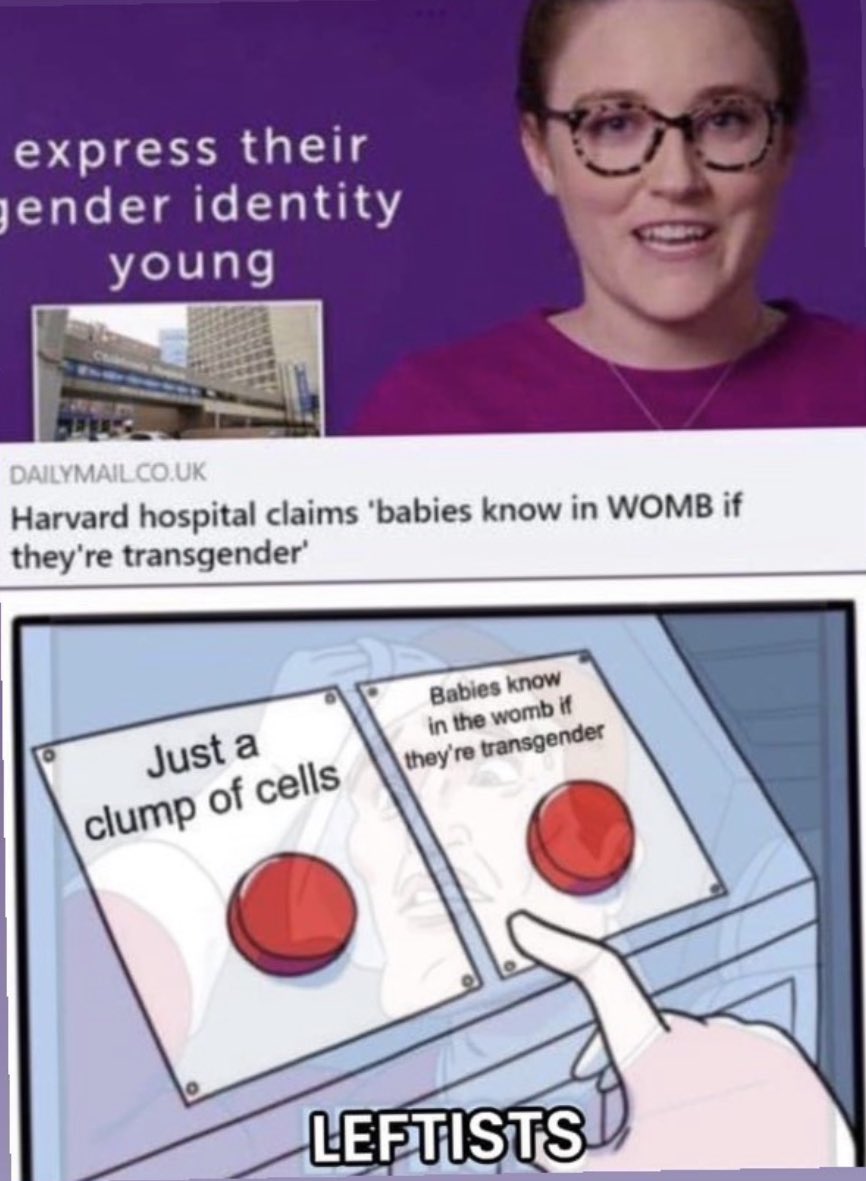 express their
gender identity
young
DAILYMAIL.CO.UK
Harvard hospital claims 'babies know in WOMB if
they're transgender'
Just a
clump of cells
Babies know
in the womb if
they're transgender
LEFTISTS